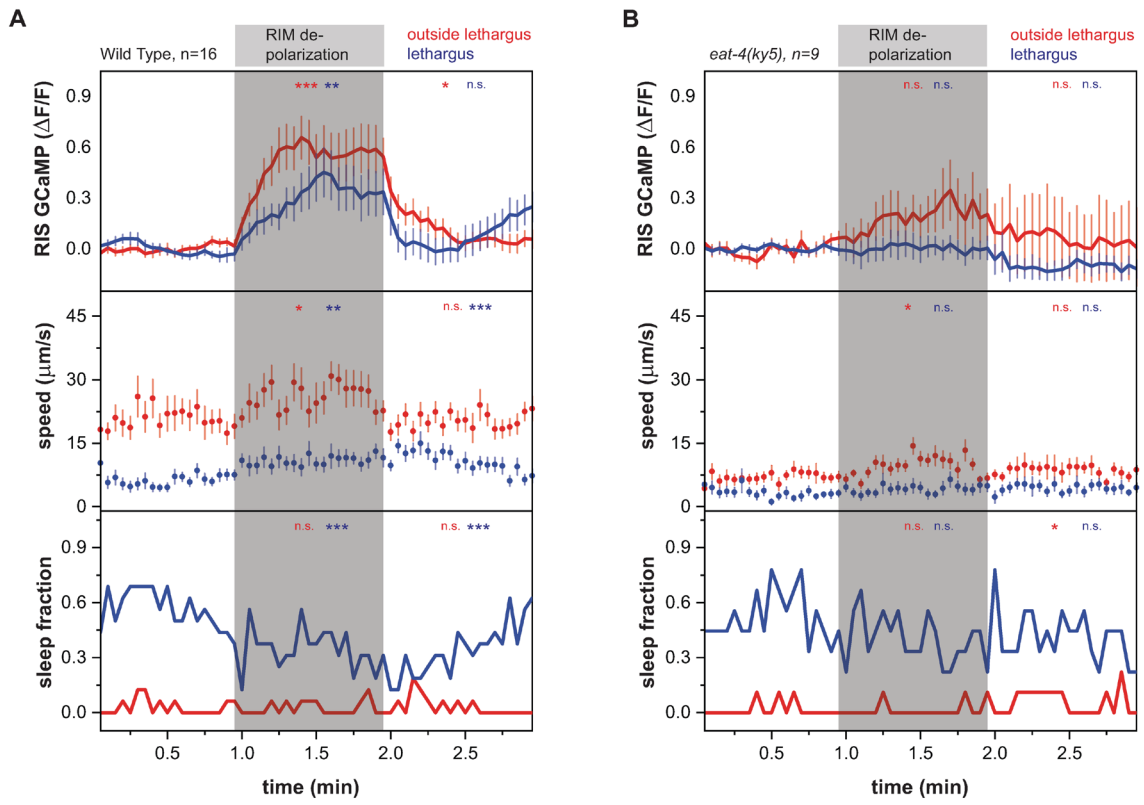 A
Wild Type, n=16
RIM de-
polarization
outside lethargus
lethargus
RIS GCaMP (ΔF/F)
0.9
0.6
0.3
0.0
*** **
* n.s.
speed (μm/s)
45
30
15
0
* **
n.s. ***
sleep fraction
0.9
0.6
0.3
0.0
n.s. ***
n.s. ***
0.5 1.0 1.5 2.0 2.5
time (min)
B
eat-4(ky5), n=9
RIM de-
polarization
outside lethargus
lethargus
RIS GCaMP (ΔF/F)
0.9
0.6
0.3
0.0
n.s. n.s.
n.s. n.s.
speed (μm/s)
45
30
15
0
* n.s.
n.s. n.s.
sleep fraction
0.9
0.6
0.3
0.0
n.s. n.s.
* n.s.
0.5 1.0 1.5 2.0 2.5
time (min)